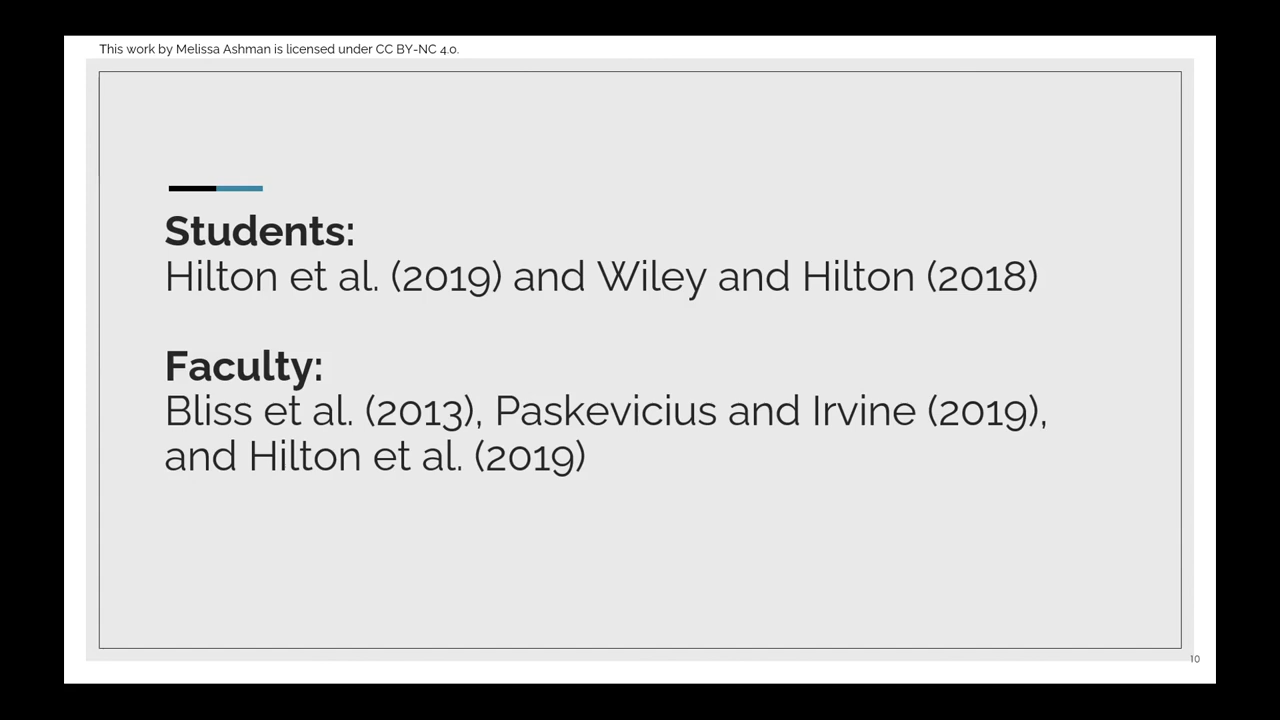 This work by Melissa Ashman is licensed under CC BY-NC 4.0.
Students:
Hilton et al. (2019) and Wiley and Hilton (2018)
Faculty:
Bliss et al. (2013), Paskevicius and Irvine (2019),
and Hilton et al. (2019)
10